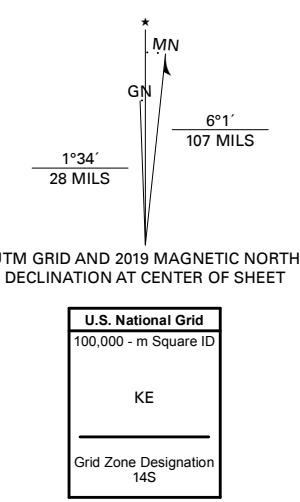 ★
MN
GN
6°1´
107 MILS
1°34´
28 MILS
UTM GRID AND 2019 MAGNETIC NORTH
DECLINATION AT CENTER OF SHEET
U.S. National Grid
100,000 - m Square ID
KE
Grid Zone Designation
14S